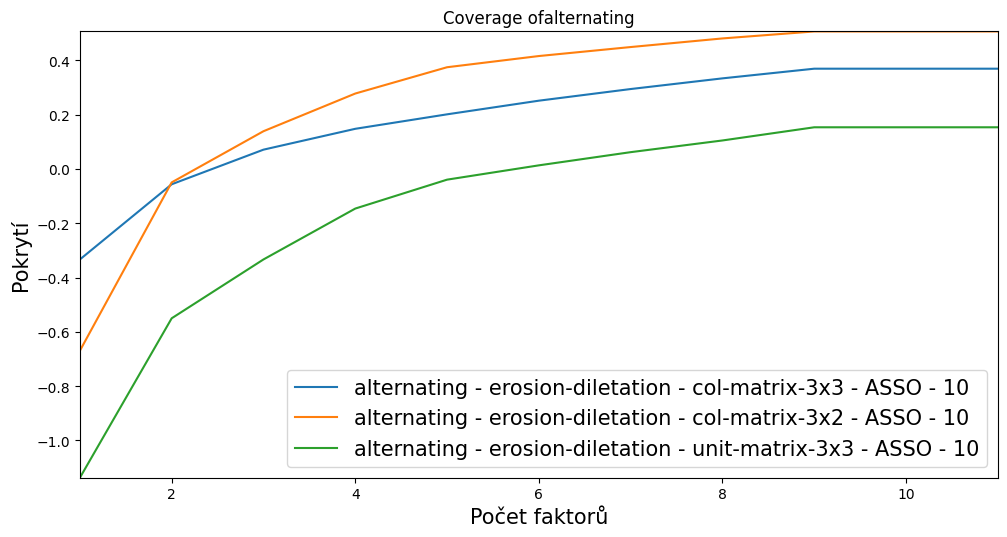 Coverage ofalternating
Pokrytí
0.4
0.2
0.0
−0.2
−0.4
−0.6
−0.8
−1.0
alternating - erosion-diletation - col-matrix-3x3 - ASSO - 10
alternating - erosion-diletation - col-matrix-3x2 - ASSO - 10
alternating - erosion-diletation - unit-matrix-3x3 - ASSO - 10
2 4 6 8 10
Počet faktorů